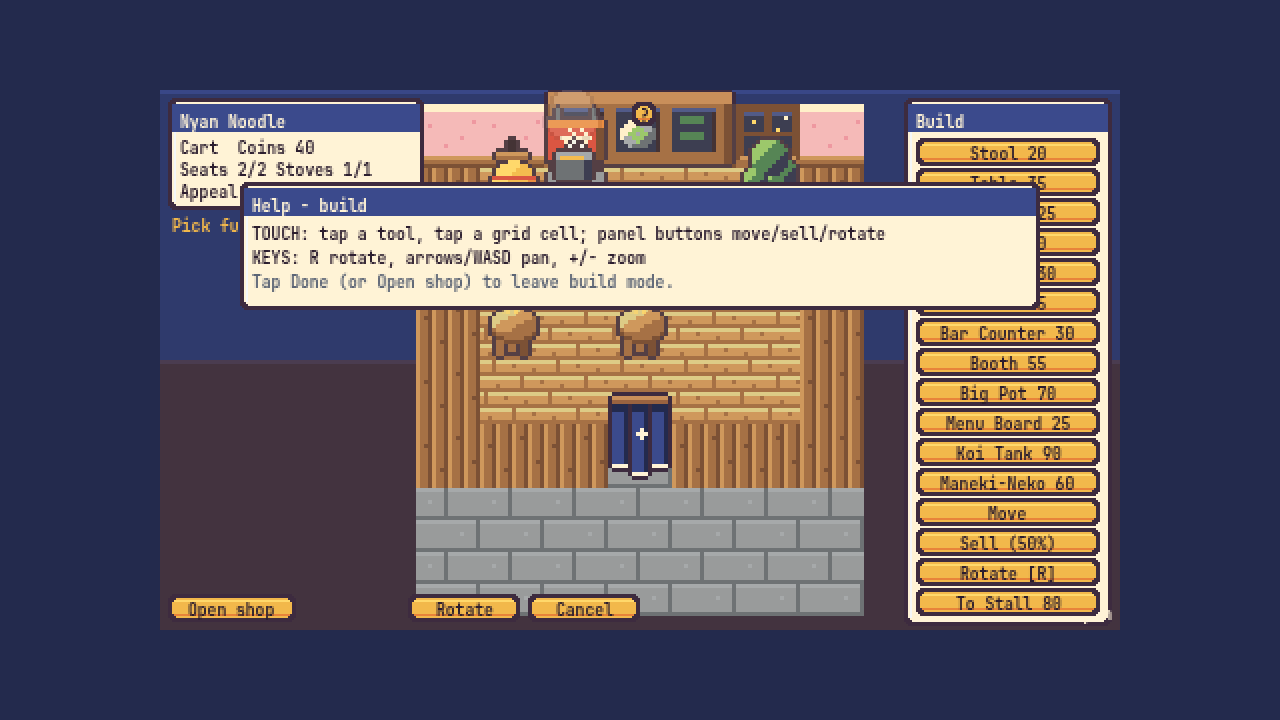 Nyan Noodle
Cart Coins 40
Seats 2/2 Stoves 1/1
Appeal
Pick fu
Help - build
TOUCH: tap a tool, tap a grid cell; panel buttons move/sell/rotate
KEYS: R rotate, arrows/WASD pan, +/- zoom
Tap Done (or Open shop) to leave build mode.
Build
Stool 20
Bar Counter 30
Booth 55
Big Pot 70
Menu Board 25
Koi Tank 90
Maneki-Neko 60
Move
Sell (50%)
Rotate [R]
To Stall 80
Open shop
Rotate
Cancel